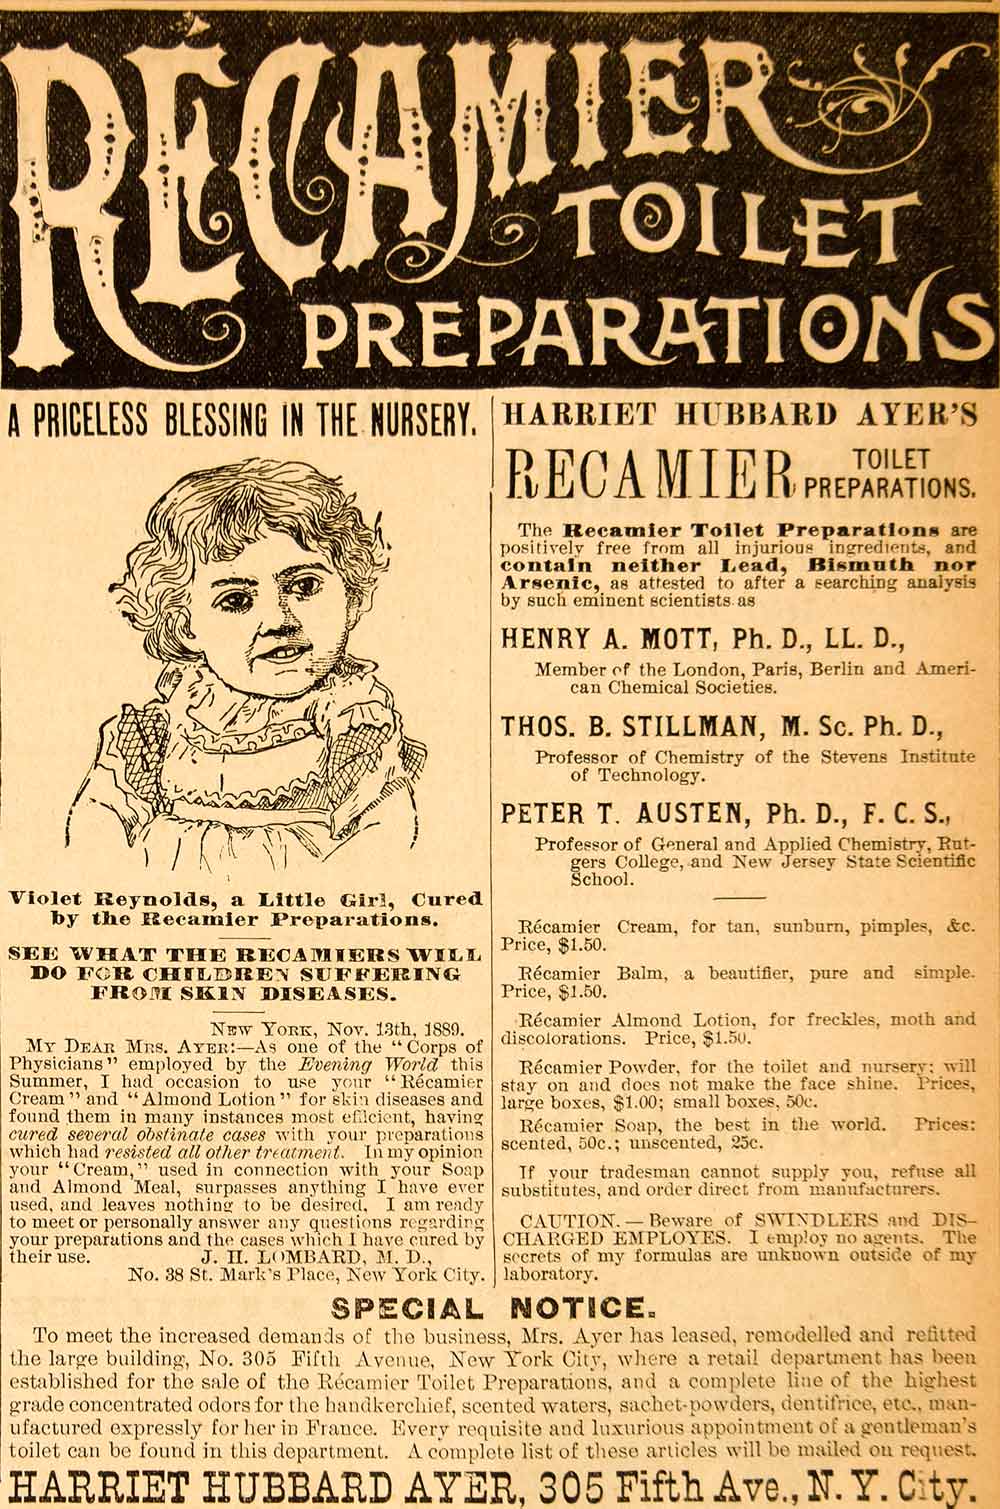 RÉCAMIER
TOILET
PREPARATIONS
A PRICELESS BLESSING IN THE NURSERY.
Violet Reynolds, a Little Girl, Cured
by the Recamier Preparations.
SEE WHAT THE RECAMIERS WILL
DO FOR CHILDREN SUFFERING
FROM SKIN DISEASES.
NEW YORK, Nov. 13th, 1889.
MY DEAR MRS. AYER:—As one of the "Corps of
Physicians" employed by the Evening World this
Summer, I had occasion to use your "Récamier
Cream" and "Almond Lotion" for skin diseases and
found them in many instances most efficient, having
cured several obstinate cases with your preparations
which had resisted all other treatment. In my opinion
your "Cream," used in connection with your Soap
and Almond Meal, surpasses anything I have ever
used, and leaves nothing to be desired. I am ready
to meet or personally answer any questions regarding
your preparations and the cases which I have cured by
their use. J. H. LOMBARD, M. D.,
No. 38 St. Mark's Place, New York City.
HARRIET HUBBARD AYER'S
RECAMIER TOILET
PREPARATIONS.
The Recamier Toilet Preparations are
positively free from all injurious ingredients, and
contain neither Lead, Bismuth nor
Arsenic, as attested to after a searching analysis
by such eminent scientists as
HENRY A. MOTT, Ph. D., LL. D.,
Member of the London, Paris, Berlin and Ameri-
can Chemical Societies.
THOS. B. STILLMAN, M. Sc. Ph. D.,
Professor of Chemistry of the Stevens Institute
of Technology.
PETER T. AUSTEN, Ph. D., F. C. S.,
Professor of General and Applied Chemistry, Rut-
gers College, and New Jersey State Scientific
School.
Récamier Cream, for tan, sunburn, pimples, &c.
Price, $1.50.
Récamier Balm, a beautifier, pure and simple.
Price, $1.50.
Récamier Almond Lotion, for freckles, moth and
discolorations. Price, $1.50.
Récamier Powder, for the toilet and nursery; will
stay on and does not make the face shine. Prices,
large boxes, $1.00; small boxes, 50c.
Récamier Soap, the best in the world. Prices:
scented, 50c.; unscented, 25c.
If your tradesman cannot supply you, refuse all
substitutes, and order direct from manufacturers.
CAUTION. — Beware of SWINDLERS and DIS-
CHARGED EMPLOYES. I employ no agents. The
secrets of my formulas are unknown outside of my
laboratory.
SPECIAL NOTICE.
To meet the increased demands of the business, Mrs. Ayer has leased, remodelled and refitted
the large building, No. 305 Fifth Avenue, New York City, where a retail department has been
established for the sale of the Récamier Toilet Preparations, and a complete line of the highest
grade concentrated odors for the handkerchief, scented waters, sachet-powders, dentifrice, etc., man-
ufactured expressly for her in France. Every requisite and luxurious appointment of a gentleman's
toilet can be found in this department. A complete list of these articles will be mailed on request.
HARRIET HUBBARD AYER, 305 Fifth Ave., N. Y. City.